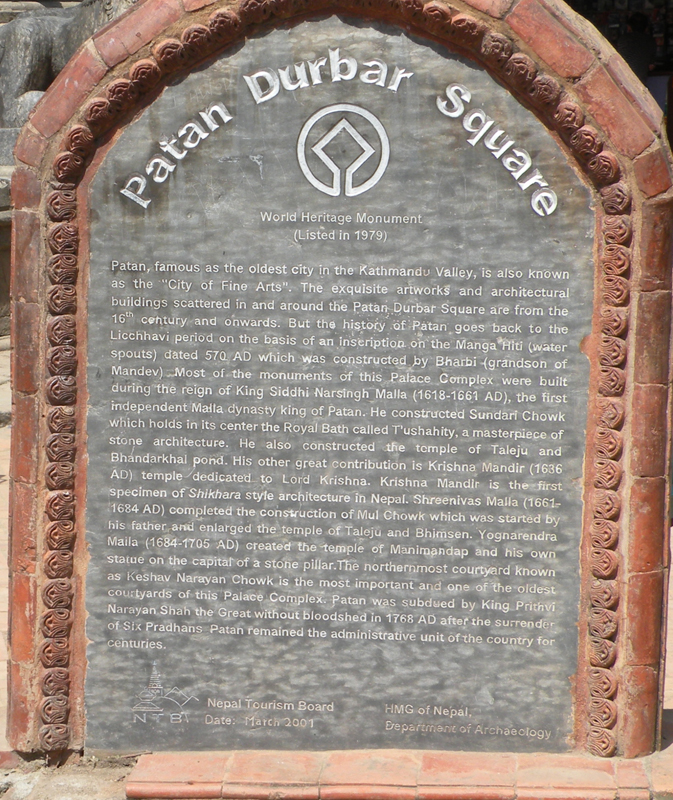 Patan Durbar Square
World Heritage Monument
(Listed in 1979)
Patan, famous as the oldest city in the Kathmandu Valley, is also known
as the "City of Fine Arts". The exquisite artworks and architectural
buildings scattered in and around the Patan Durbar Square are from the
16th century and onwards. But the history of Patan goes back to the
Licchhavi period on the basis of an inscription on the Manga Hiti (water
spouts) dated 570 AD which was constructed by Bharbi (grandson of
Mandev). Most of the monuments of this Palace Complex were built
during the reign of King Siddhi Narsingh Malla (1618-1661 AD), the first
independent Malla dynasty king of Patan. He constructed Sundari Chowk
which holds in its center the Royal Bath called T'ushahity, a masterpiece of
stone architecture. He also constructed the temple of Taleju and
Bhandarkhal pond. His other great contribution is Krishna Mandir (1636
AD) temple dedicated to Lord Krishna. Krishna Mandir is the first
specimen of Shikhara style architecture in Nepal. Shreenivas Malla (1661-
1684 AD) completed the construction of Mul Chowk which was started by
his father and enlarged the temple of Taleju and Bhimsen. Yognarendra
Malla (1684-1705 AD) created the temple of Manimandap and his own
statue on the capital of a stone pillar.The northernmost courtyard known
as Keshav Narayan Chowk is the most important and one of the oldest
courtyards of this Palace Complex. Patan was subdued by King Prithvi
Narayan Shah the Great without bloodshed in 1768 AD after the surrender
of Six Pradhans Patan remained the administrative unit of the country for
centuries.
NTB
Nepal Tourism Board
Date: March 2001
HMG of Nepal,
Department of Archaeology